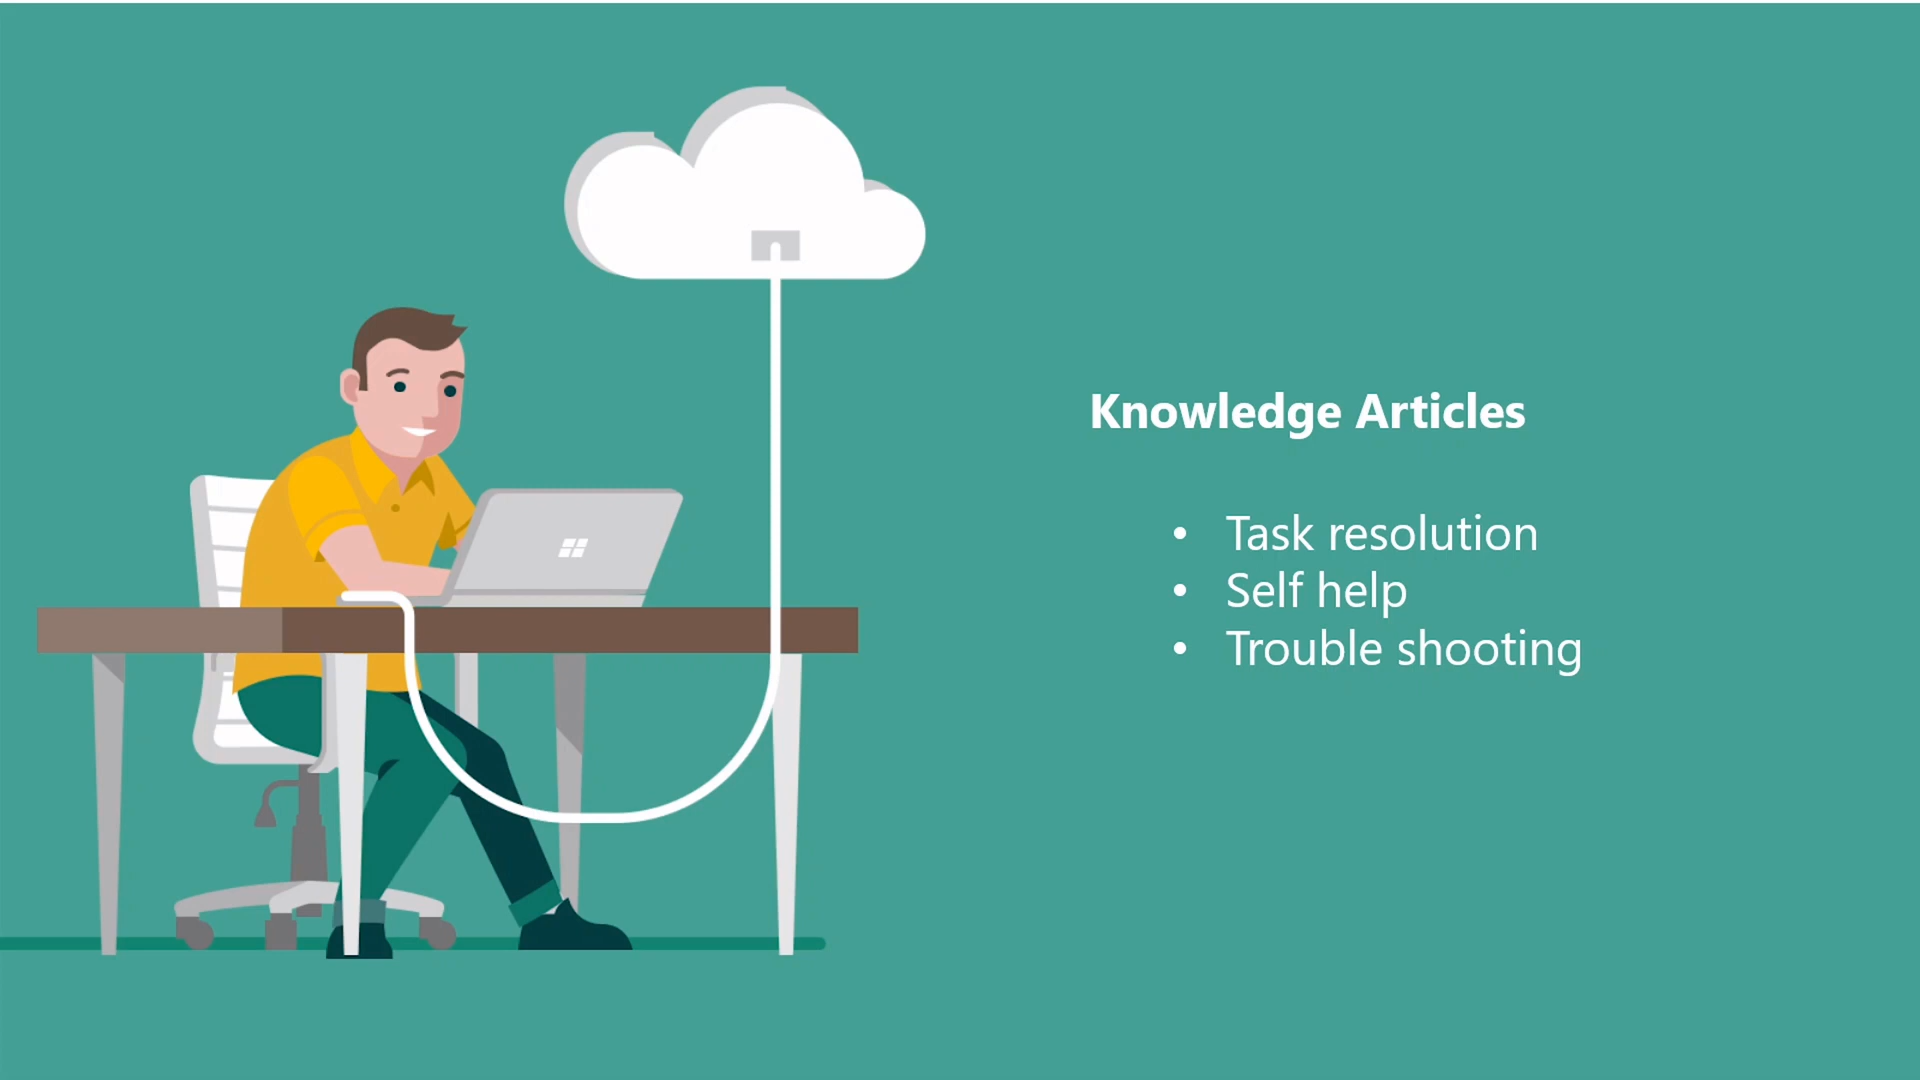 Knowledge Articles
• Task resolution
• Self help
• Trouble shooting